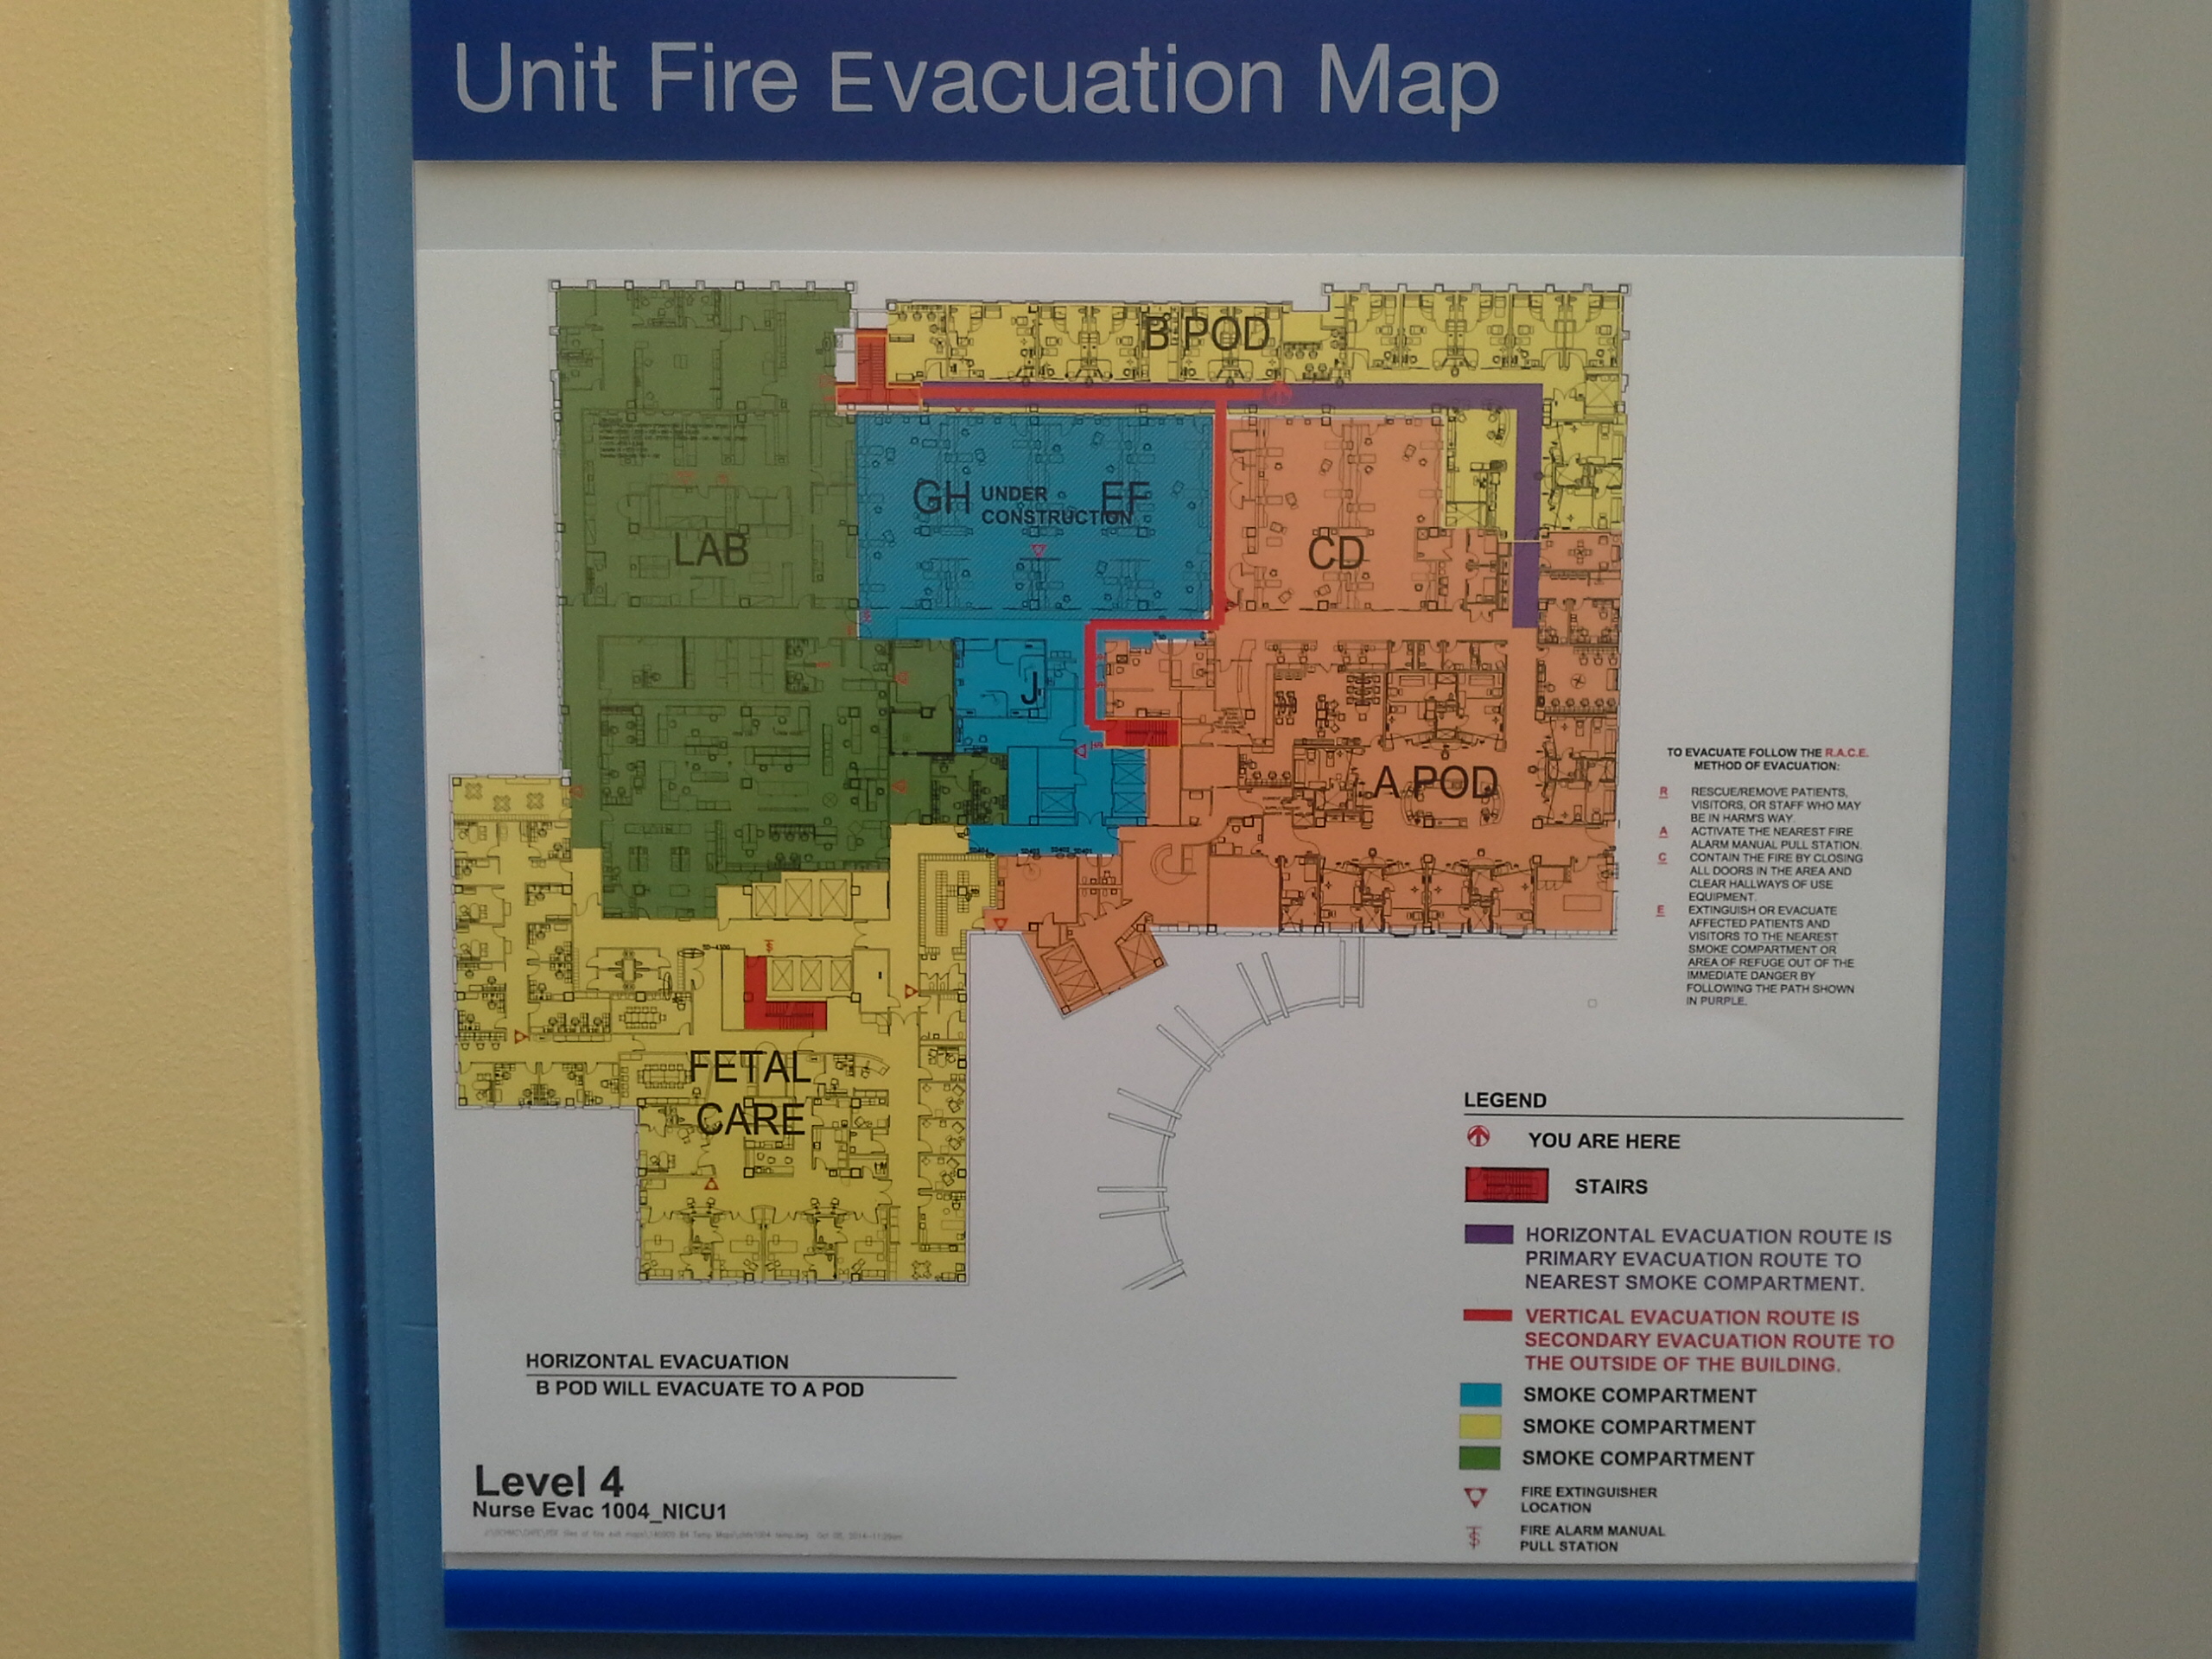 Unit Fire Evacuation Map
B POD
GH
UNDER
CONSTRUCTION
EF
LAB
CD
J
A POD
SD-4300
FETAL
CARE
TO EVACUATE FOLLOW THE R.A.C.E.
METHOD OF EVACUATION:
R RESCUE/REMOVE PATIENTS,
VISITORS, OR STAFF WHO MAY
BE IN HARM'S WAY.
A ACTIVATE THE NEAREST FIRE
ALARM MANUAL PULL STATION.
C CONTAIN THE FIRE BY CLOSING
ALL DOORS IN THE AREA AND
CLEAR HALLWAYS OF USE
EQUIPMENT.
E EXTINGUISH OR EVACUATE
AFFECTED PATIENTS AND
VISITORS TO THE NEAREST
SMOKE COMPARTMENT OR
AREA OF REFUGE OUT OF THE
IMMEDIATE DANGER BY
FOLLOWING THE PATH SHOWN
IN PURPLE.
LEGEND
YOU ARE HERE
STAIRS
HORIZONTAL EVACUATION ROUTE IS
PRIMARY EVACUATION ROUTE TO
NEAREST SMOKE COMPARTMENT.
VERTICAL EVACUATION ROUTE IS
SECONDARY EVACUATION ROUTE TO
THE OUTSIDE OF THE BUILDING.
SMOKE COMPARTMENT
SMOKE COMPARTMENT
SMOKE COMPARTMENT
FIRE EXTINGUISHER
LOCATION
FIRE ALARM MANUAL
PULL STATION
HORIZONTAL EVACUATION
B POD WILL EVACUATE TO A POD
Level 4
Nurse Evac 1004_NICU1